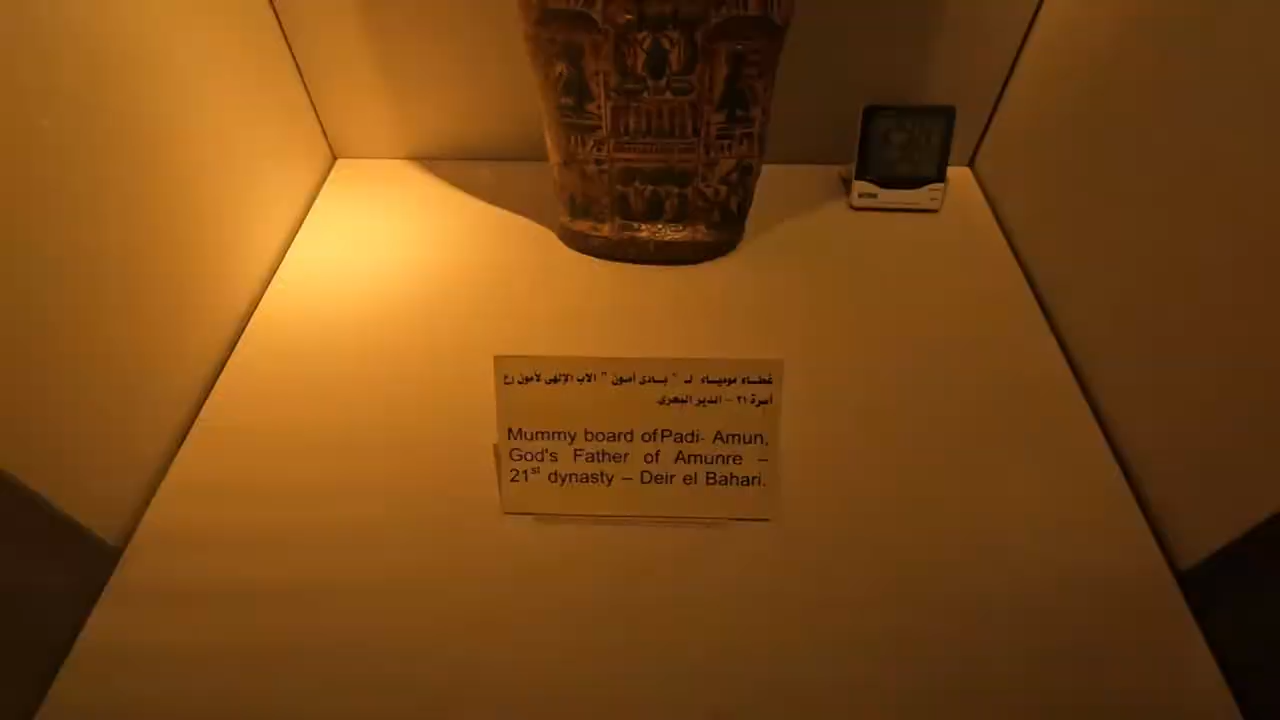 غطاء مومياء لـ " بادى أمون " الاب الإلهى لأمون رع
أسرة ٢١ - الدير البحرى
Mummy board of Padi- Amun,
God's Father of Amunre –
21st dynasty – Deir el Bahari.